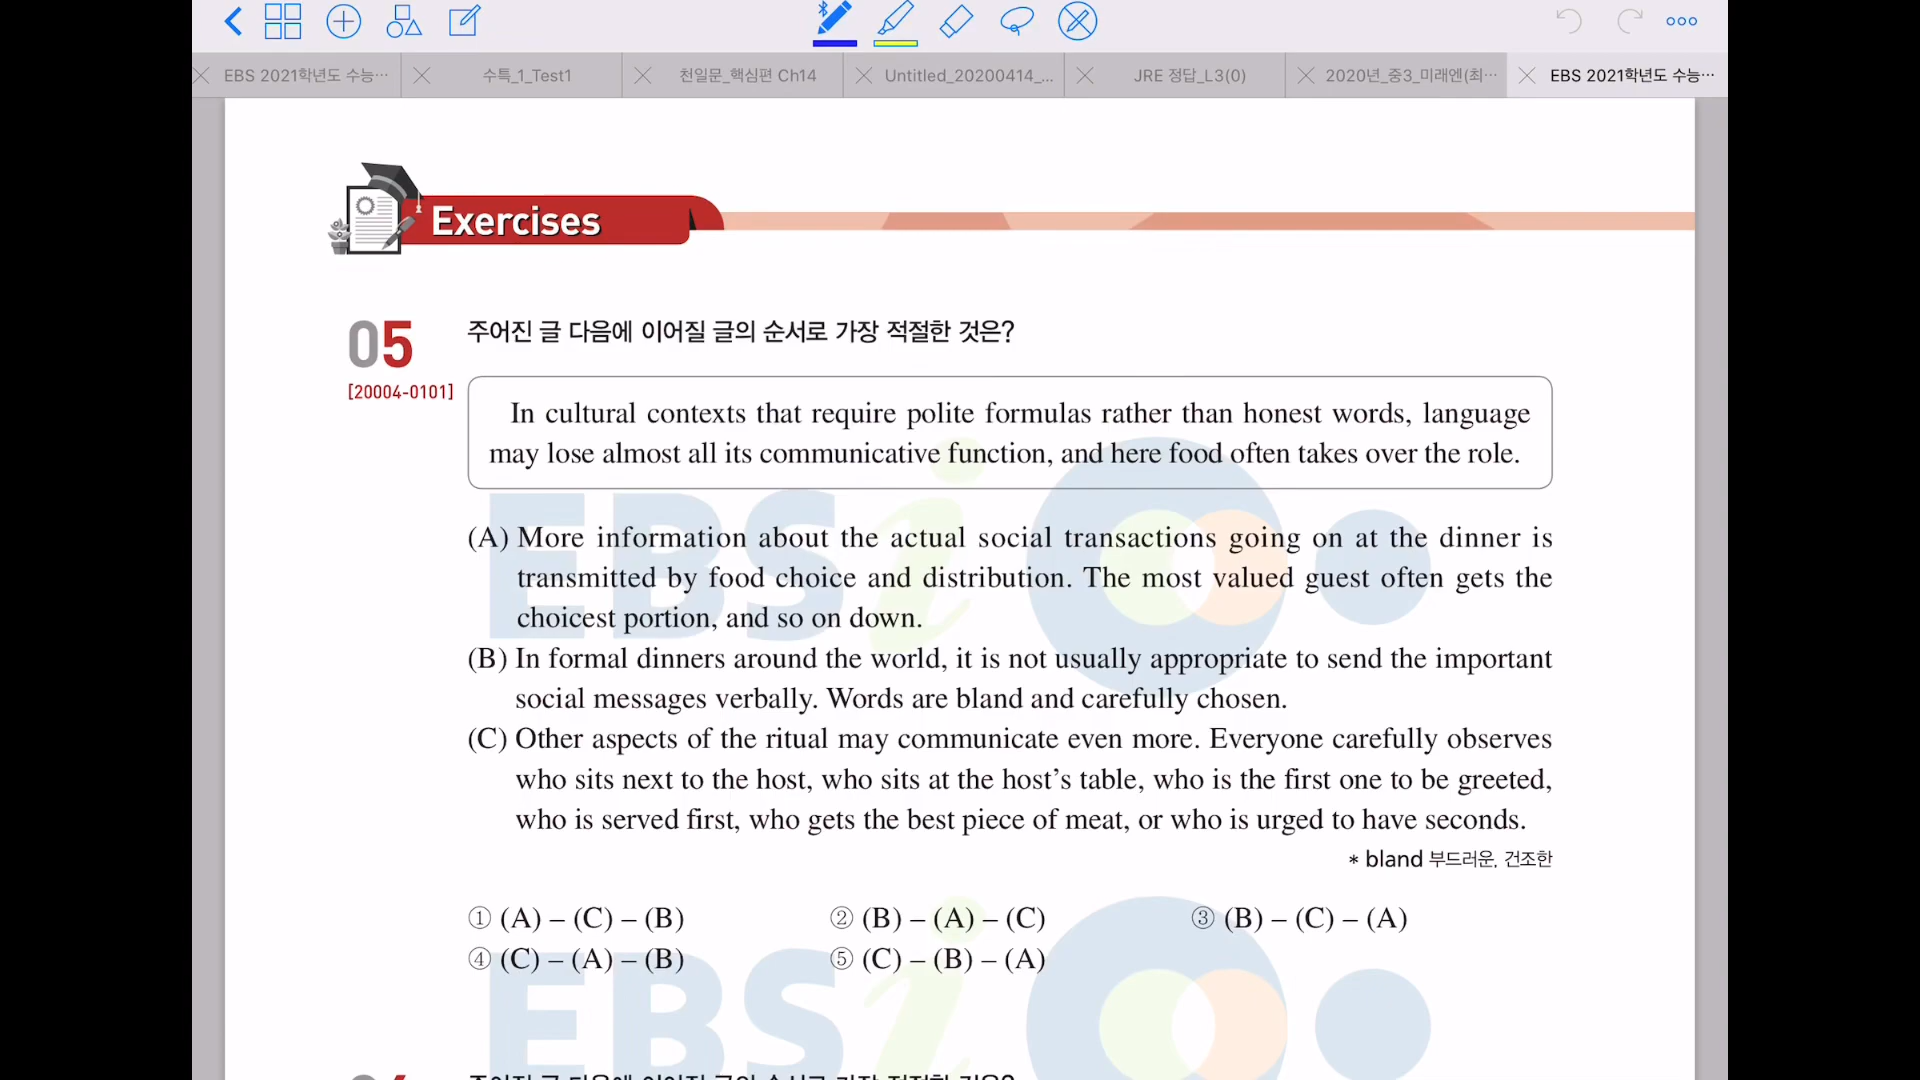 EBS 2021학년도 수능…
수특_1_Test1
천일문_핵심편 Ch14
Untitled_20200414_...
JRE 정답_L3(0)
2020년_중3_미래엔(최…
EBS 2021학년도 수능…
Exercises
05
주어진 글 다음에 이어질 글의 순서로 가장 적절한 것은?
[20004-0101]
In cultural contexts that require polite formulas rather than honest words, language
may lose almost all its communicative function, and here food often takes over the role.
(A) More information about the actual social transactions going on at the dinner is
transmitted by food choice and distribution. The most valued guest often gets the
choicest portion, and so on down.
(B) In formal dinners around the world, it is not usually appropriate to send the important
social messages verbally. Words are bland and carefully chosen.
(C) Other aspects of the ritual may communicate even more. Everyone carefully observes
who sits next to the host, who sits at the host's table, who is the first one to be greeted,
who is served first, who gets the best piece of meat, or who is urged to have seconds.
* bland 부드러운, 건조한
① (A) – (C) – (B) ② (B) – (A) – (C) ③ (B) – (C) – (A)
④ (C) – (A) – (B) ⑤ (C) – (B) – (A)
EBSi
EBSi